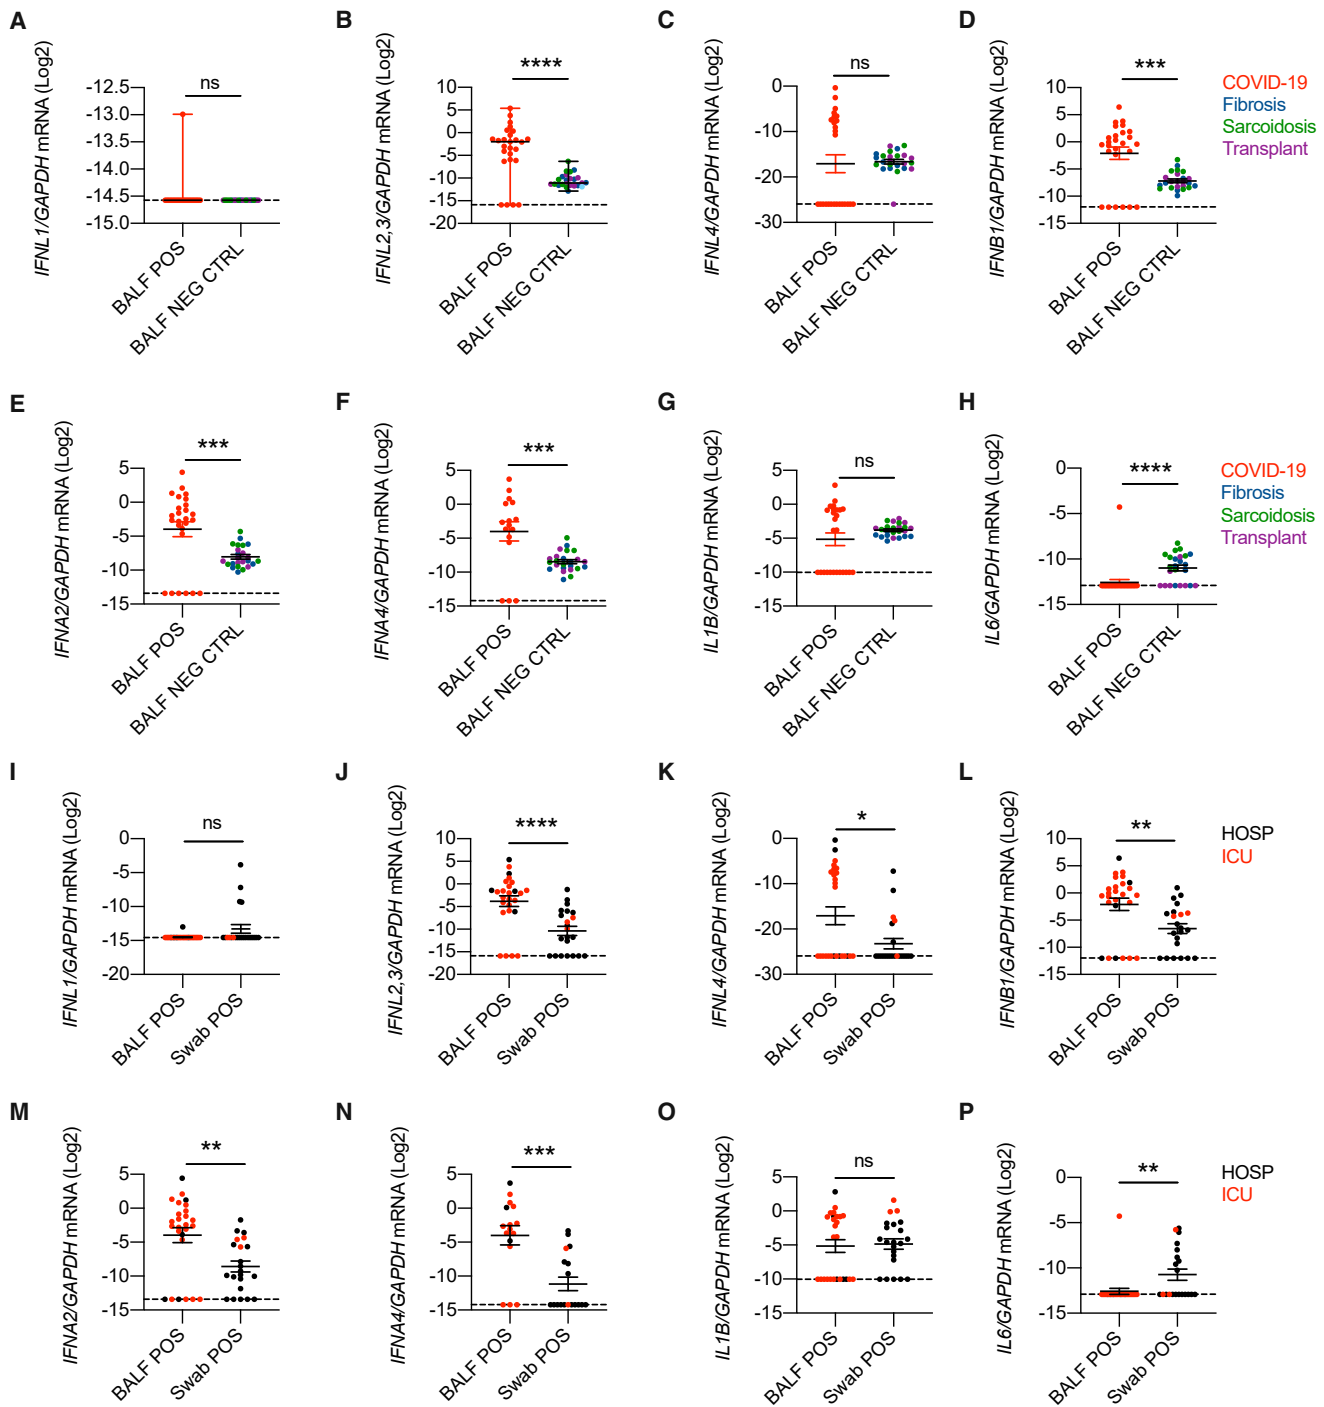 A
IFNL1/GAPDH mRNA (Log2)
-12.5
-13.0
-13.5
-14.0
-14.5
-15.0
ns
BALF POS
BALF NEG CTRL
B
IFNL2,3/GAPDH mRNA (Log2)
10
5
0
-5
-10
-15
-20
****
BALF POS
BALF NEG CTRL
C
IFNL4/GAPDH mRNA (Log2)
0
-10
-20
-30
ns
BALF POS
BALF NEG CTRL
D
IFNB1/GAPDH mRNA (Log2)
10
5
0
-5
-10
-15
***
BALF POS
BALF NEG CTRL
COVID-19
Fibrosis
Sarcoidosis
Transplant
E
IFNA2/GAPDH mRNA (Log2)
5
0
-5
-10
-15
***
BALF POS
BALF NEG CTRL
F
IFNA4/GAPDH mRNA (Log2)
5
0
-5
-10
-15
***
BALF POS
BALF NEG CTRL
G
IL1B/GAPDH mRNA (Log2)
5
0
-5
-10
-15
ns
BALF POS
BALF NEG CTRL
H
IL6/GAPDH mRNA (Log2)
0
-5
-10
-15
****
BALF POS
BALF NEG CTRL
COVID-19
Fibrosis
Sarcoidosis
Transplant
I
IFNL1/GAPDH mRNA (Log2)
0
-5
-10
-15
-20
ns
BALF POS
Swab POS
J
IFNL2,3/GAPDH mRNA (Log2)
10
5
0
-5
-10
-15
-20
****
BALF POS
Swab POS
K
IFNL4/GAPDH mRNA (Log2)
0
-10
-20
-30
*
BALF POS
Swab POS
L
IFNB1/GAPDH mRNA (Log2)
10
5
0
-5
-10
-15
**
BALF POS
Swab POS
HOSP
ICU
M
IFNA2/GAPDH mRNA (Log2)
5
0
-5
-10
-15
**
BALF POS
Swab POS
N
IFNA4/GAPDH mRNA (Log2)
5
0
-5
-10
-15
***
BALF POS
Swab POS
O
IL1B/GAPDH mRNA (Log2)
5
0
-5
-10
-15
ns
BALF POS
Swab POS
P
IL6/GAPDH mRNA (Log2)
0
-5
-10
-15
**
BALF POS
Swab POS
HOSP
ICU